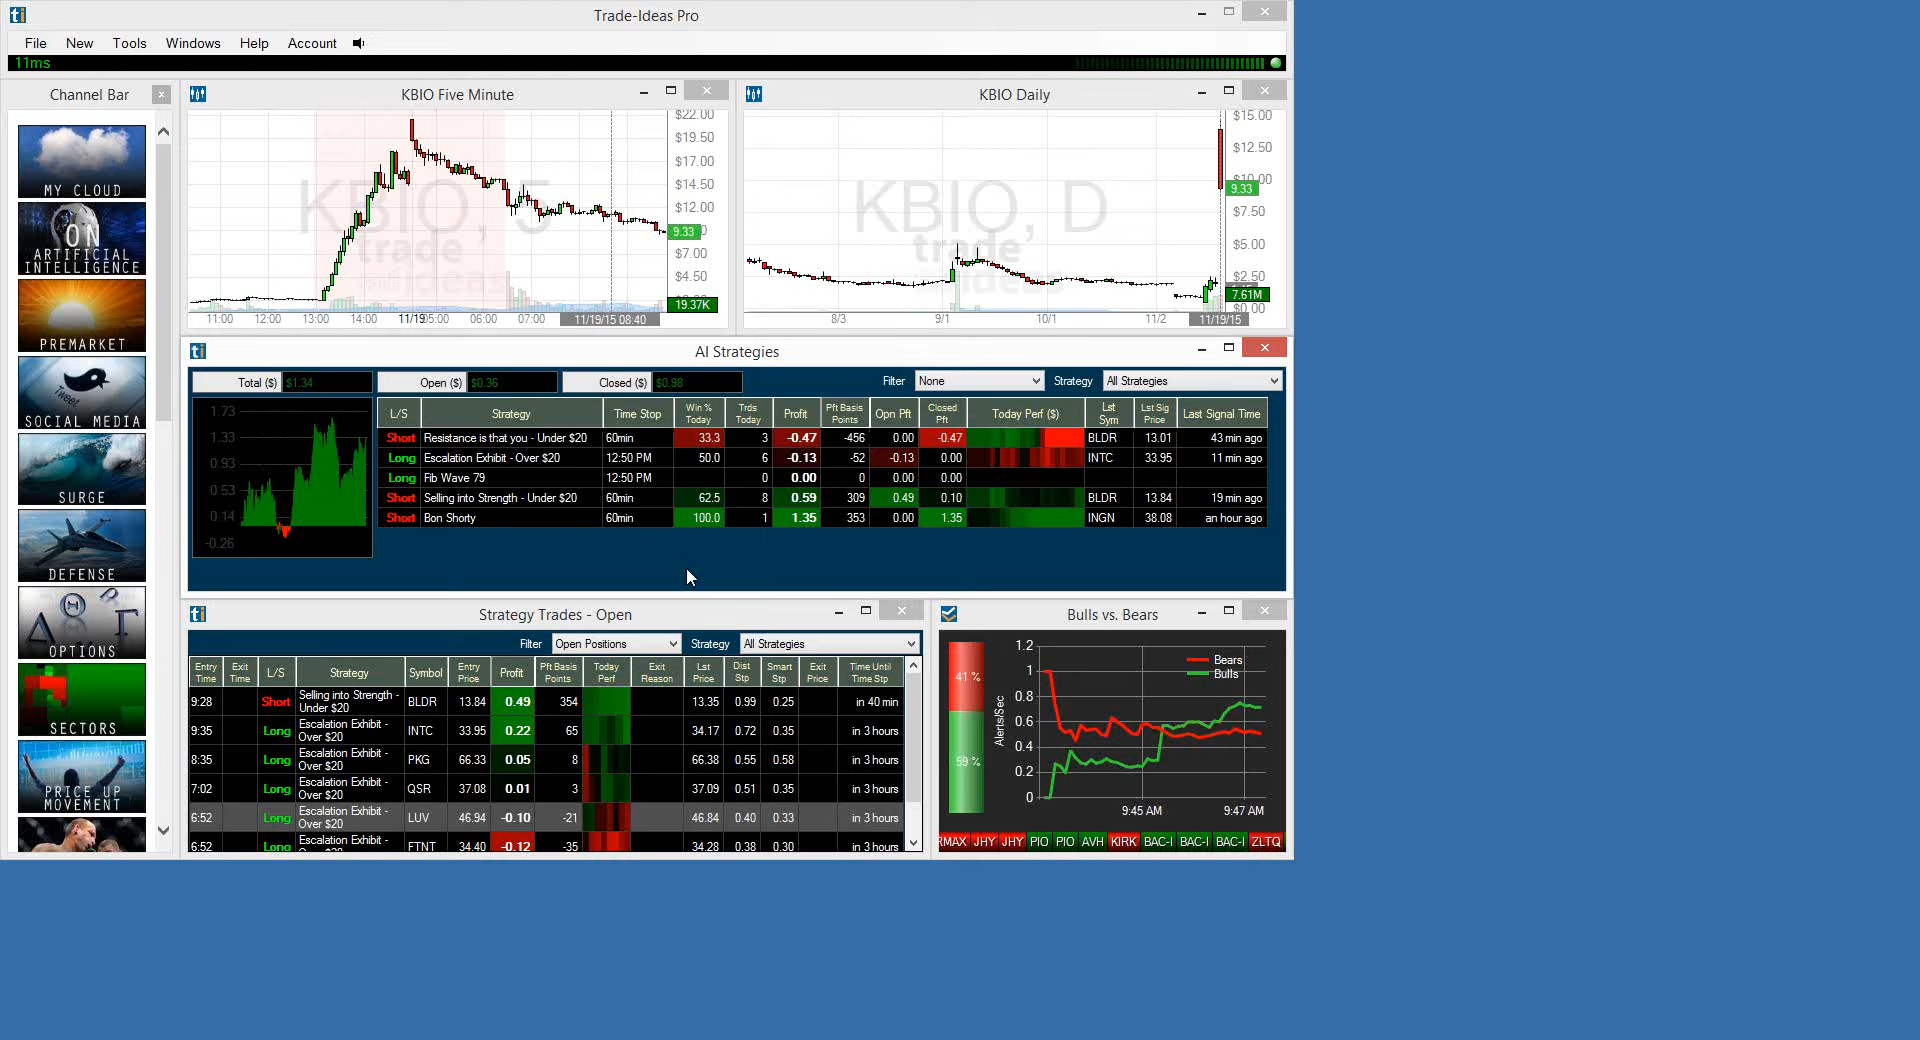 Trade-Ideas Pro
File New Tools Windows Help Account
11ms
Channel Bar
MY CLOUD
ON
ARTIFICIAL
INTELLIGENCE
PREMARKET
Tweet
SOCIAL MEDIA
SURGE
DEFENSE
OPTIONS
SECTORS
PRICE UP
MOVEMENT
KBIO Five Minute
KBIO, 5
trade
ideas
$22.00
$19.50
$17.00
$14.50
$12.00
9.33
$7.00
$4.50
19.37K
11:00 12:00 13:00 14:00 11/19 05:00 06:00 07:00 11/19/15 08:40
KBIO Daily
KBIO, D
trade
ideas
$15.00
$12.50
$10.00
9.33
$7.50
$5.00
$2.50
7.61M
$0.00
8/3 9/1 10/1 11/2 11/19/15
AI Strategies
Total ($) $1.34 Open ($) $0.36 Closed ($) $0.98 Filter None Strategy All Strategies
1.73
1.33
0.93
0.53
0.14
-0.26
L/S Strategy Time Stop Win % Today Trds Today Profit Pft Basis Points Opn Pft Closed Pft Today Perf ($) Lst Sym Lst Sig Price Last Signal Time
Short Resistance is that you - Under $20 60min 33.3 3 -0.47 -456 0.00 -0.47 BLDR 13.01 43 min ago
Long Escalation Exhibit - Over $20 12:50 PM 50.0 6 -0.13 -52 -0.13 0.00 INTC 33.95 11 min ago
Long Fib Wave 79 12:50 PM 0 0.00 0 0.00 0.00
Short Selling into Strength - Under $20 60min 62.5 8 0.59 309 0.49 0.10 BLDR 13.84 19 min ago
Short Bon Shorty 60min 100.0 1 1.35 353 0.00 1.35 INGN 38.08 an hour ago
Strategy Trades - Open
Filter Open Positions Strategy All Strategies
Entry Time Exit Time L/S Strategy Symbol Entry Price Profit Pft Basis Points Today Perf Exit Reason Lst Price Dist Stp Smart Stp Exit Price Time Until Time Stp
9:28 Short Selling into Strength - Under $20 BLDR 13.84 0.49 354 13.35 0.99 0.25 in 40 min
9:35 Long Escalation Exhibit - Over $20 INTC 33.95 0.22 65 34.17 0.72 0.35 in 3 hours
8:35 Long Escalation Exhibit - Over $20 PKG 66.33 0.05 8 66.38 0.55 0.58 in 3 hours
7:02 Long Escalation Exhibit - Over $20 QSR 37.08 0.01 3 37.09 0.51 0.35 in 3 hours
6:52 Long Escalation Exhibit - Over $20 LUV 46.94 -0.10 -21 46.84 0.40 0.33 in 3 hours
6:52 Long Escalation Exhibit - FTNT 34.40 -0.12 -35 34.28 0.38 0.30 in 3 hours
Bulls vs. Bears
41 %
59 %
Alerts/Sec
1.2
1
0.8
0.6
0.4
0.2
0
Bears
Bulls
9:45 AM 9:47 AM
RMAX JHY JHY PIO PIO AVH KIRK BAC-I BAC-I BAC-I ZLTQ